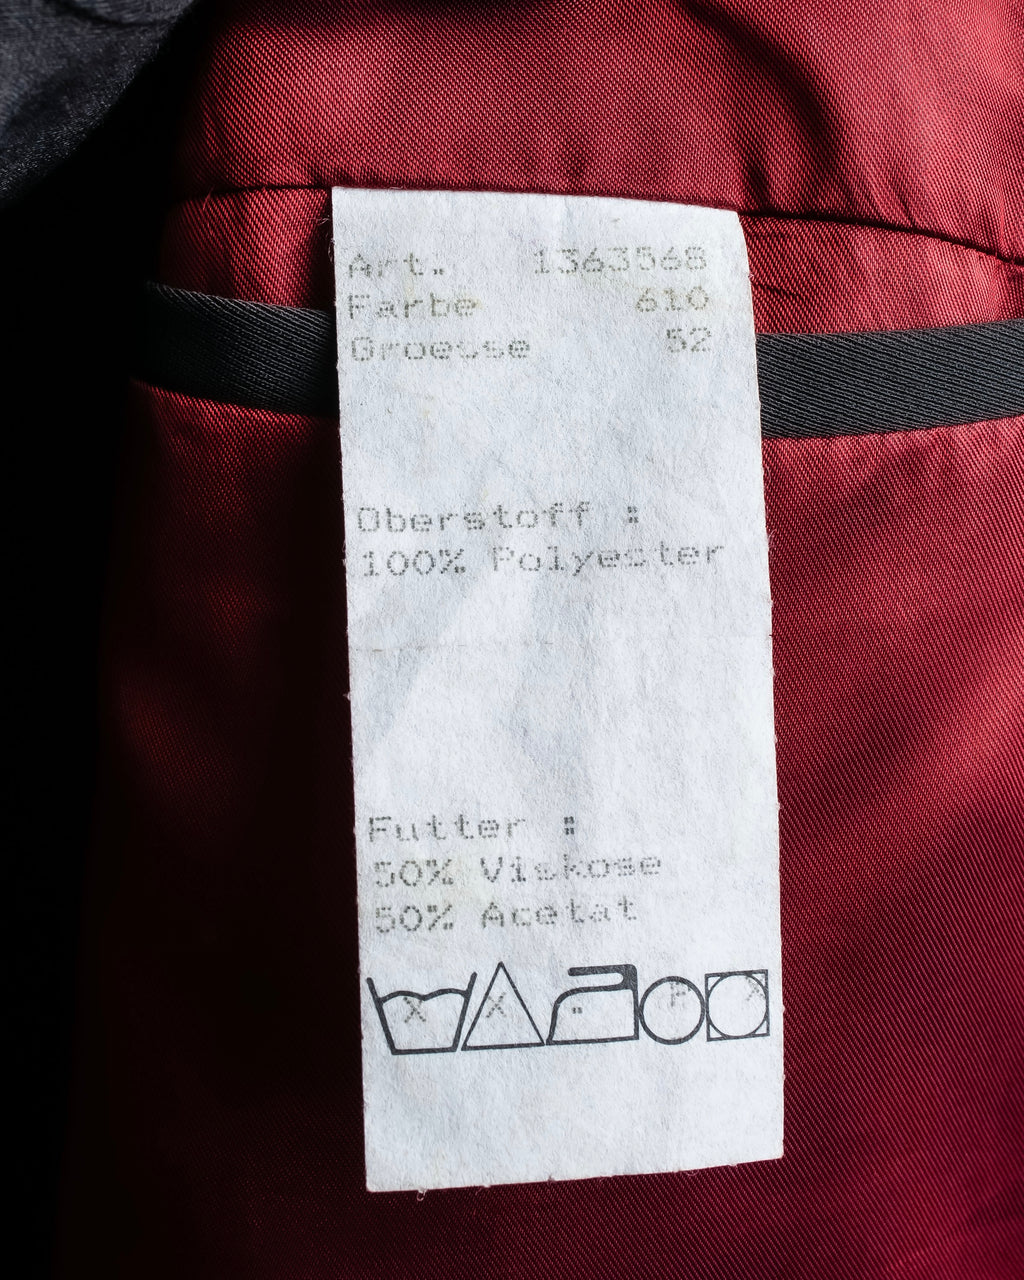 Art. 1363568
Farbe 610
Groesse 52
Oberstoff :
100% Polyester
Futter :
50% Viskose
50% Acetat
X X P X